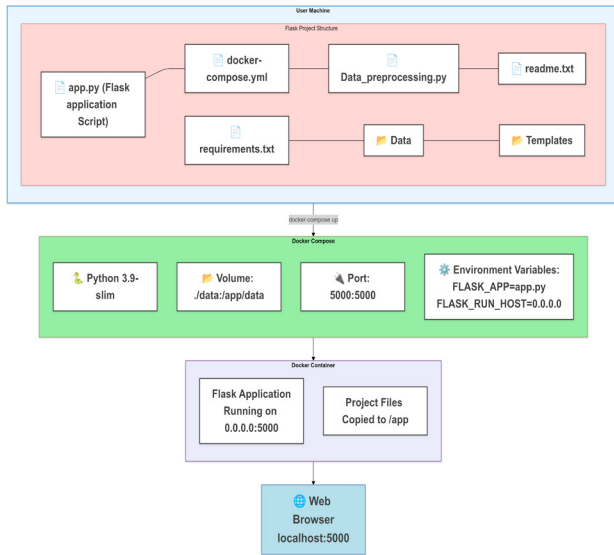 User Machine
Flask Project Structure
app.py (Flask
application
Script)
docker-
compose.yml
Data_preprocessing.py
readme.txt
requirements.txt
Data
Templates
docker-compose up
Docker Compose
Python 3.9-
slim
Volume:
./data:/app/data
Port:
5000:5000
Environment Variables:
FLASK_APP=app.py
FLASK_RUN_HOST=0.0.0.0
Docker Container
Flask Application
Running on
0.0.0.0:5000
Project Files
Copied to /app
Web
Browser
localhost:5000